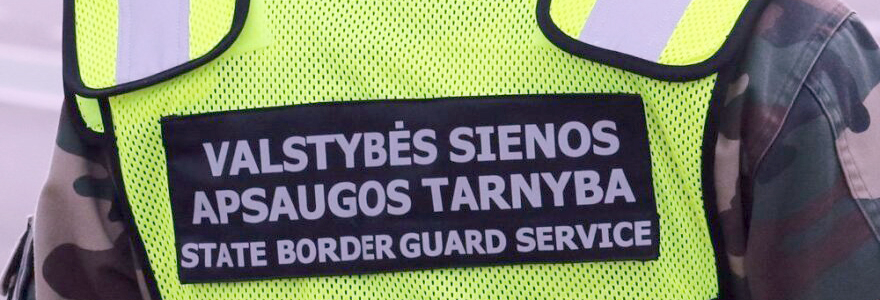 VALSTYBĖS SIENOS
APSAUGOS TARNYBA
STATE BORDER GUARD SERVICE